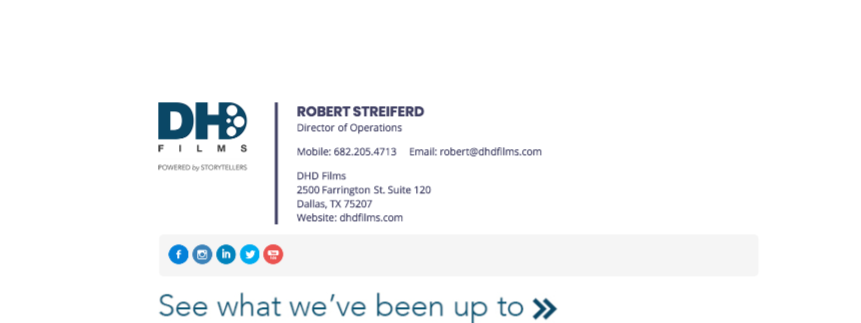 DHD
FILMS
POWERED by STORYTELLERS
ROBERT STREIFERD
Director of Operations
Mobile: 682.205.4713 Email: robert@dhdfilms.com
DHD Films
2500 Farrington St. Suite 120
Dallas, TX 75207
Website: dhdfilms.com
See what we've been up to »